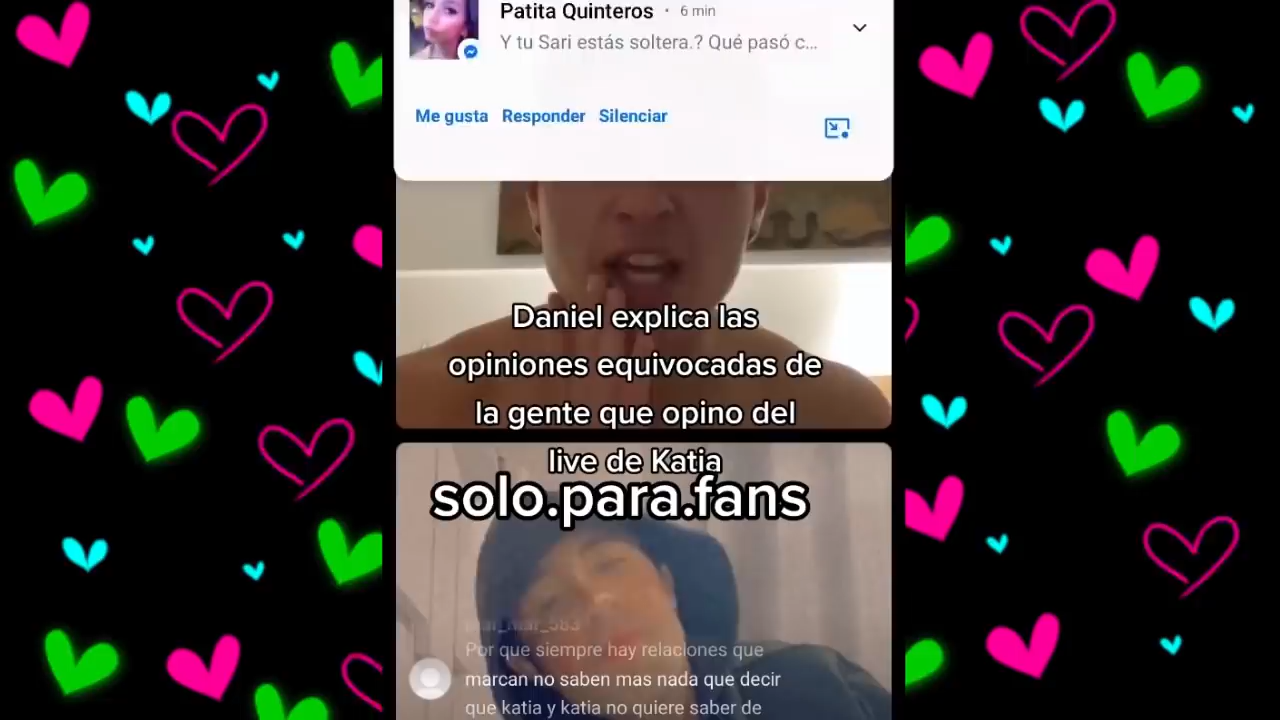 Patita Quinteros • 6 min
Y tu Sari estás soltera.? Qué pasó c...
Me gusta Responder Silenciar
Daniel explica las
opiniones equivocadas de
la gente que opino del
live de Katia
solo.para.fans
mar_mar_583
Por que siempre hay relaciones que
marcan no saben mas nada que decir
que katia y katia no quiere saber de